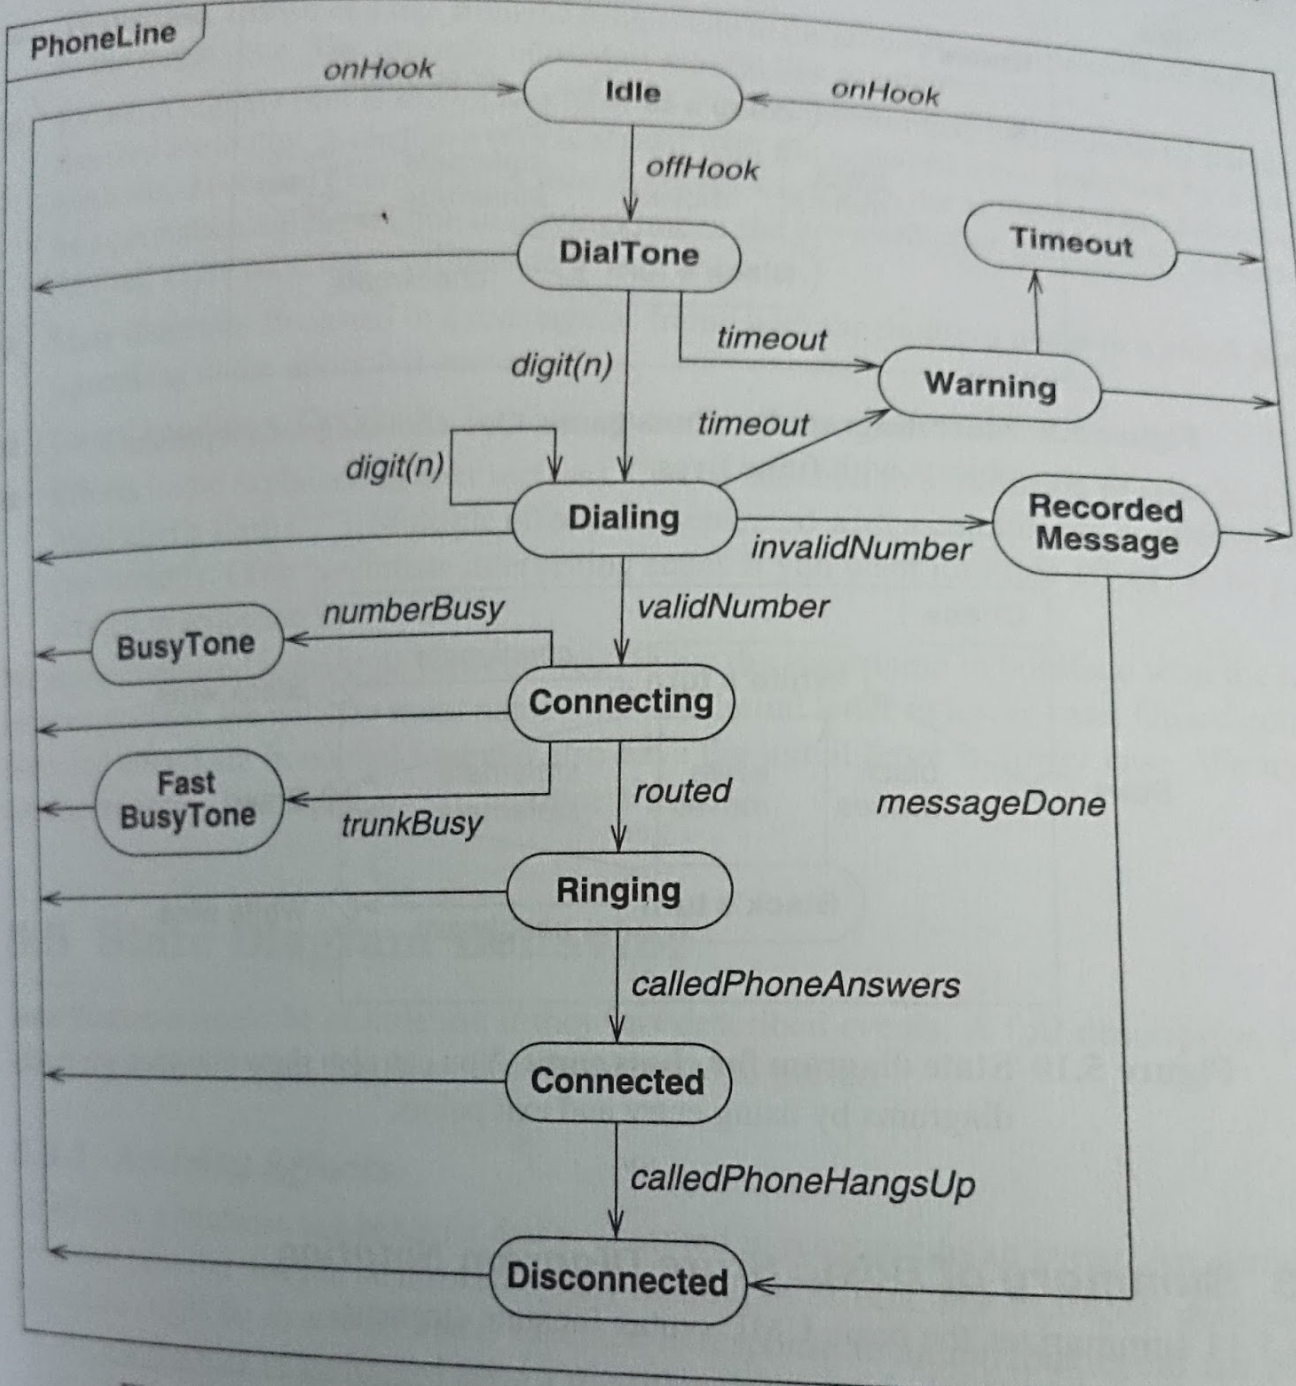 PhoneLine
onHook
Idle
onHook
offHook
DialTone
Timeout
timeout
digit(n)
Warning
timeout
digit(n)
Dialing
invalidNumber
Recorded
Message
numberBusy
validNumber
BusyTone
Connecting
Fast
BusyTone
routed
messageDone
trunkBusy
Ringing
calledPhoneAnswers
Connected
calledPhoneHangsUp
Disconnected